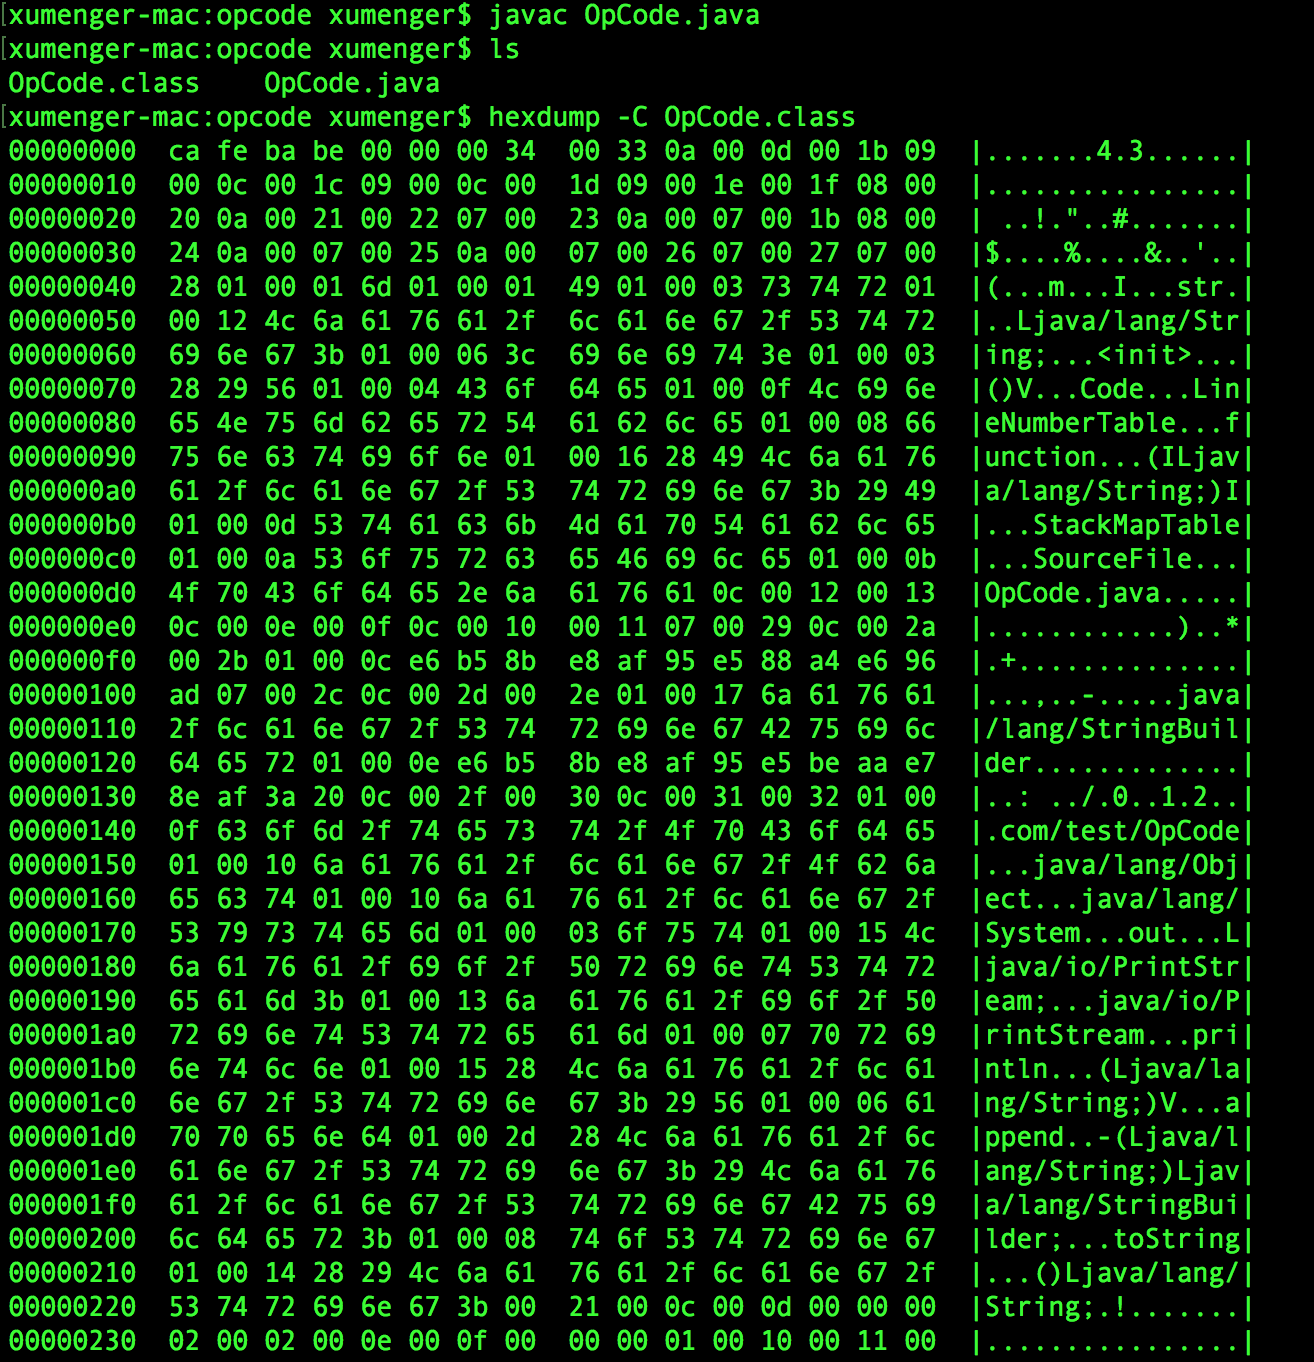 [xumenger-mac:opcode xumenger$ javac OpCode.java
[xumenger-mac:opcode xumenger$ ls
OpCode.class    OpCode.java
[xumenger-mac:opcode xumenger$ hexdump -C OpCode.class
00000000  ca fe ba be 00 00 00 34  00 33 0a 00 0d 00 1b 09  |.......4.3......|
00000010  00 0c 00 1c 09 00 0c 00  1d 09 00 1e 00 1f 08 00  |................|
00000020  20 0a 00 21 00 22 07 00  23 0a 00 07 00 1b 08 00  | ..!."..#.......|
00000030  24 0a 00 07 00 25 0a 00  07 00 26 07 00 27 07 00  |$....%....&..'..|
00000040  28 01 00 01 6d 01 00 01  49 01 00 03 73 74 72 01  |(...m...I...str.|
00000050  00 12 4c 6a 61 76 61 2f  6c 61 6e 67 2f 53 74 72  |..Ljava/lang/Str|
00000060  69 6e 67 3b 01 00 06 3c  69 6e 69 74 3e 01 00 03  |ing;...<init>...|
00000070  28 29 56 01 00 04 43 6f  64 65 01 00 0f 4c 69 6e  |()V...Code...Lin|
00000080  65 4e 75 6d 62 65 72 54  61 62 6c 65 01 00 08 66  |eNumberTable...f|
00000090  75 6e 63 74 69 6f 6e 01  00 16 28 49 4c 6a 61 76  |unction...(ILjav|
000000a0  61 2f 6c 61 6e 67 2f 53  74 72 69 6e 67 3b 29 49  |a/lang/String;)I|
000000b0  01 00 0d 53 74 61 63 6b  4d 61 70 54 61 62 6c 65  |...StackMapTable|
000000c0  01 00 0a 53 6f 75 72 63  65 46 69 6c 65 01 00 0b  |...SourceFile...|
000000d0  4f 70 43 6f 64 65 2e 6a  61 76 61 0c 00 12 00 13  |OpCode.java.....|
000000e0  0c 00 0e 00 0f 0c 00 10  00 11 07 00 29 0c 00 2a  |............)..*|
000000f0  00 2b 01 00 0c e6 b5 8b  e8 af 95 e5 88 a4 e6 96  |.+..............|
00000100  ad 07 00 2c 0c 00 2d 00  2e 01 00 17 6a 61 76 61  |...,..-.....java|
00000110  2f 6c 61 6e 67 2f 53 74  72 69 6e 67 42 75 69 6c  |/lang/StringBuil|
00000120  64 65 72 01 00 0e e6 b5  8b e8 af 95 e5 be aa e7  |der.............|
00000130  8e af 3a 20 0c 00 2f 00  30 0c 00 31 00 32 01 00  |..: ../.0..1.2..|
00000140  0f 63 6f 6d 2f 74 65 73  74 2f 4f 70 43 6f 64 65  |.com/test/OpCode|
00000150  01 00 10 6a 61 76 61 2f  6c 61 6e 67 2f 4f 62 6a  |...java/lang/Obj|
00000160  65 63 74 01 00 10 6a 61  76 61 2f 6c 61 6e 67 2f  |ect...java/lang/|
00000170  53 79 73 74 65 6d 01 00  03 6f 75 74 01 00 15 4c  |System...out...L|
00000180  6a 61 76 61 2f 69 6f 2f  50 72 69 6e 74 53 74 72  |java/io/PrintStr|
00000190  65 61 6d 3b 01 00 13 6a  61 76 61 2f 69 6f 2f 50  |eam;...java/io/P|
000001a0  72 69 6e 74 53 74 72 65  61 6d 01 00 07 70 72 69  |rintStream...pri|
000001b0  6e 74 6c 6e 01 00 15 28  4c 6a 61 76 61 2f 6c 61  |ntln...(Ljava/la|
000001c0  6e 67 2f 53 74 72 69 6e  67 3b 29 56 01 00 06 61  |ng/String;)V...a|
000001d0  70 70 65 6e 64 01 00 2d  28 4c 6a 61 76 61 2f 6c  |ppend..-(Ljava/l|
000001e0  61 6e 67 2f 53 74 72 69  6e 67 3b 29 4c 6a 61 76  |ang/String;)Ljav|
000001f0  61 2f 6c 61 6e 67 2f 53  74 72 69 6e 67 42 75 69  |a/lang/StringBui|
00000200  6c 64 65 72 3b 01 00 08  74 6f 53 74 72 69 6e 67  |lder;...toString|
00000210  01 00 14 28 29 4c 6a 61  76 61 2f 6c 61 6e 67 2f  |...()Ljava/lang/|
00000220  53 74 72 69 6e 67 3b 00  21 00 0c 00 0d 00 00 00  |String;.!.......|
00000230  02 00 02 00 0e 00 0f 00  00 00 01 00 10 00 11 00  |................|